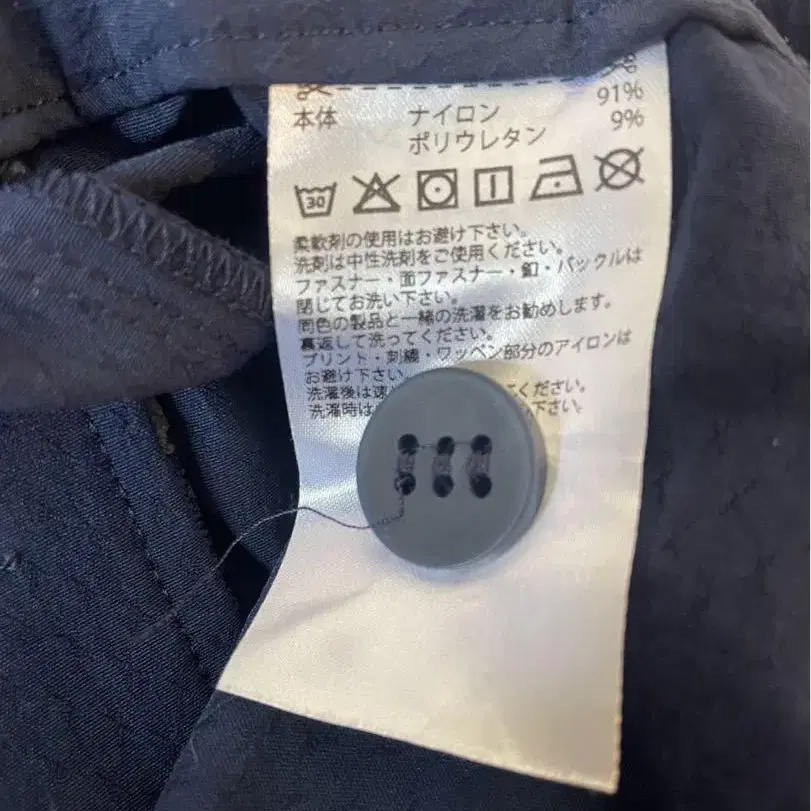 本体 ナイロン 91%
ポリウレタン 9%
30
柔軟剤の使用はお避け下さい。
洗剤は中性洗剤をご使用ください。
ファスナー・面ファスナー・釦・バックルは
閉じてお洗い下さい。
同色の製品と一緒の洗濯をお勧めします。
裏返して洗ってください。
プリント・刺繍・ワッペン部分のアイロンは
お避け下さい
洗濯後は速 ください。
洗濯時は 下さい。